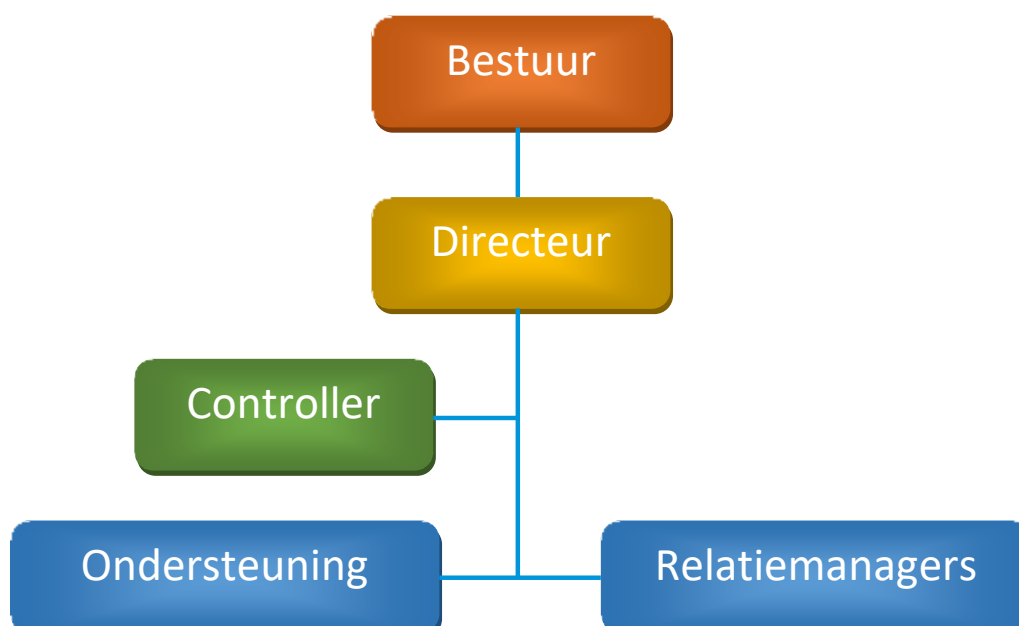 Bestuur
Directeur
Controller
Ondersteuning
Relatiemanagers